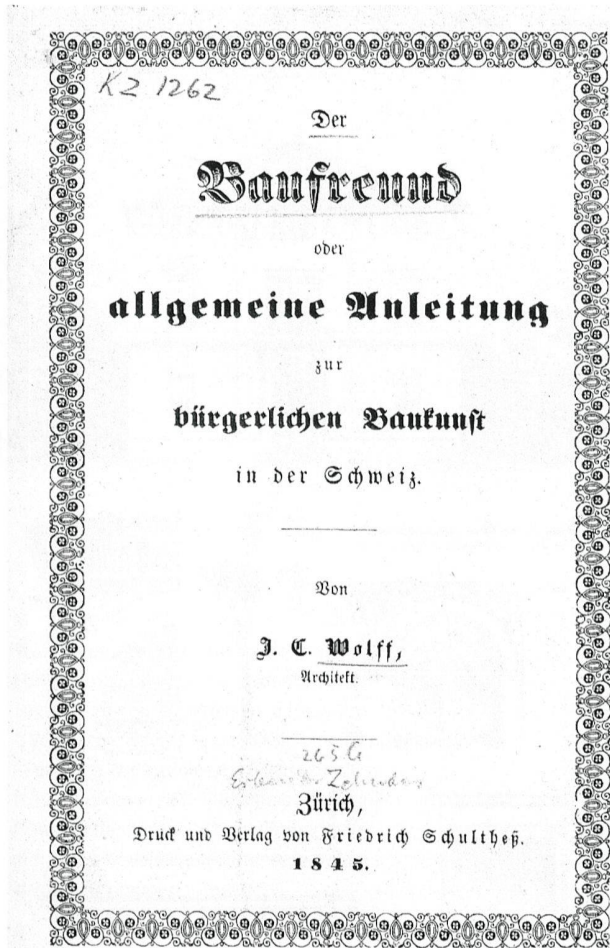 KZ 1262
Der
Baufreund
oder
allgemeine Anleitung
zur
bürgerlichen Baukunst
in der Schweiz.
Von
J. C. Wolff,
Architekt.
Zürich,
Druck und Verlag von Friedrich Schultheß.
1845.